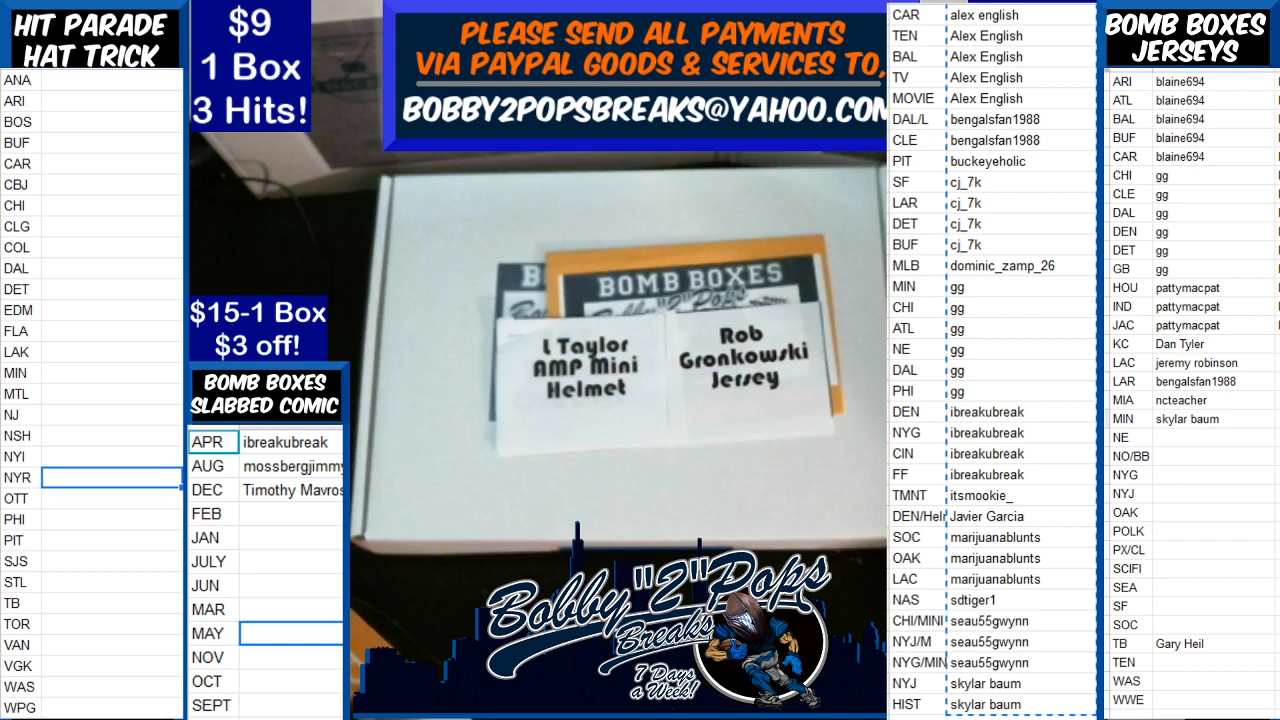 HIT PARADE
HAT TRICK
ANA
ARI
BOS
BUF
CAR
CBJ
CHI
CLG
COL
DAL
DET
EDM
FLA
LAK
MIN
MTL
NJ
NSH
NYI
NYR
OTT
PHI
PIT
SJS
STL
TB
TOR
VAN
VGK
WAS
WPG
$9
1 Box
3 Hits!
$15-1 Box
$3 off!
BOMB BOXES
SLABBED COMIC
APR ibreakubreak
AUG mossbergjimmy
DEC Timothy Mavros
FEB
JAN
JULY
JUN
MAR
MAY
NOV
OCT
SEPT
PLEASE SEND ALL PAYMENTS
VIA PAYPAL GOODS & SERVICES TO,
BOBBY2POPSBREAKS@YAHOO.COM
BOMB BOXES
Bobby "2" Pops
L Taylor
AMP Mini
Helmet
Rob
Gronkowski
Jersey
Bobby "2" Pops
Breaks
7 Days
a Week!
CAR alex english
TEN Alex English
BAL Alex English
TV Alex English
MOVIE Alex English
DAL/L bengalsfan1988
CLE bengalsfan1988
PIT buckeyeholic
SF cj_7k
LAR cj_7k
DET cj_7k
BUF cj_7k
MLB dominic_zamp_26
MIN gg
CHI gg
ATL gg
NE gg
DAL gg
PHI gg
DEN ibreakubreak
NYG ibreakubreak
CIN ibreakubreak
FF ibreakubreak
TMNT itsmookie_
DEN/Helm Javier Garcia
SOC marijuanablunts
OAK marijuanablunts
LAC marijuanablunts
NAS sdtiger1
CHI/MINI seau55gwynn
NYJ/M seau55gwynn
NYG/MIN seau55gwynn
NYJ skylar baum
HIST skylar baum
BOMB BOXES
JERSEYS
ARI blaine694
ATL blaine694
BAL blaine694
BUF blaine694
CAR blaine694
CHI gg
CLE gg
DAL gg
DEN gg
DET gg
GB gg
HOU pattymacpat
IND pattymacpat
JAC pattymacpat
KC Dan Tyler
LAC jeremy robinson
LAR bengalsfan1988
MIA ncteacher
MIN skylar baum
NE
NO/BB
NYG
NYJ
OAK
POLK
PX/CL
SCIFI
SEA
SF
SOC
TB Gary Heil
TEN
WAS
WWE